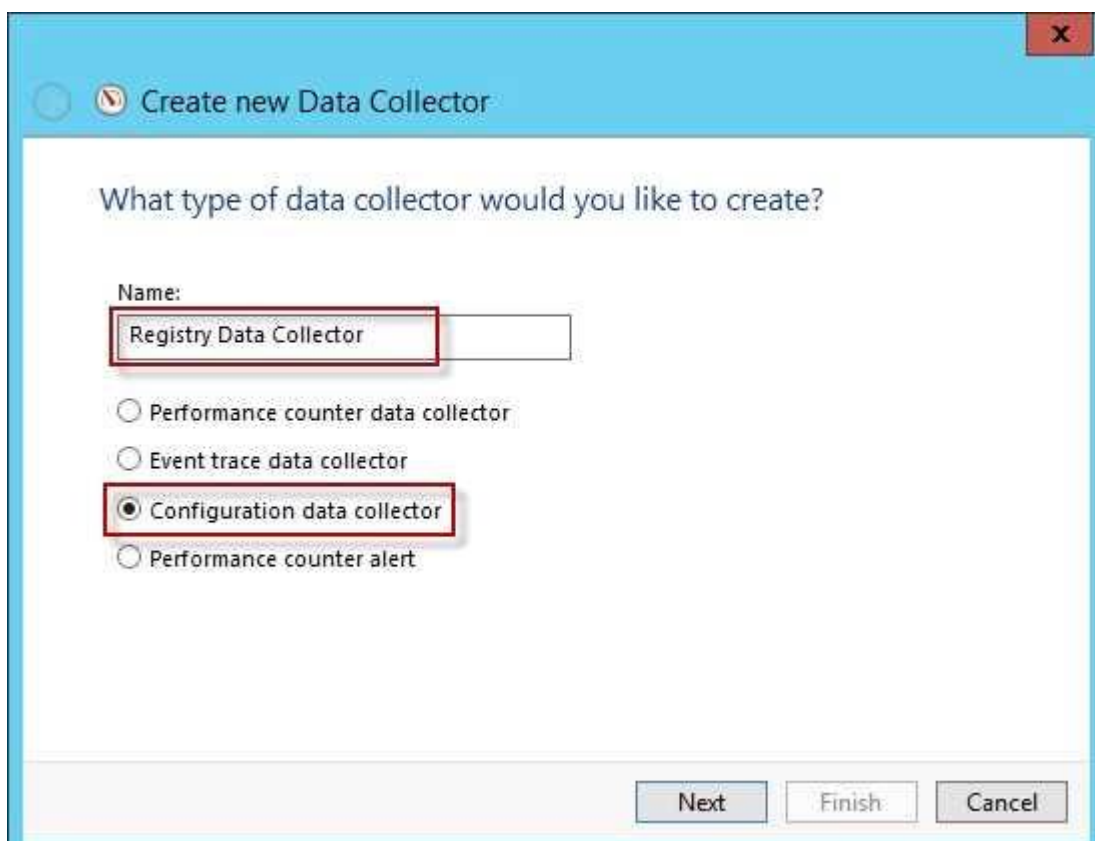 x
Create new Data Collector
What type of data collector would you like to create?
Name:
Registry Data Collector
Performance counter data collector
Event trace data collector
Configuration data collector
Performance counter alert
Next Finish Cancel